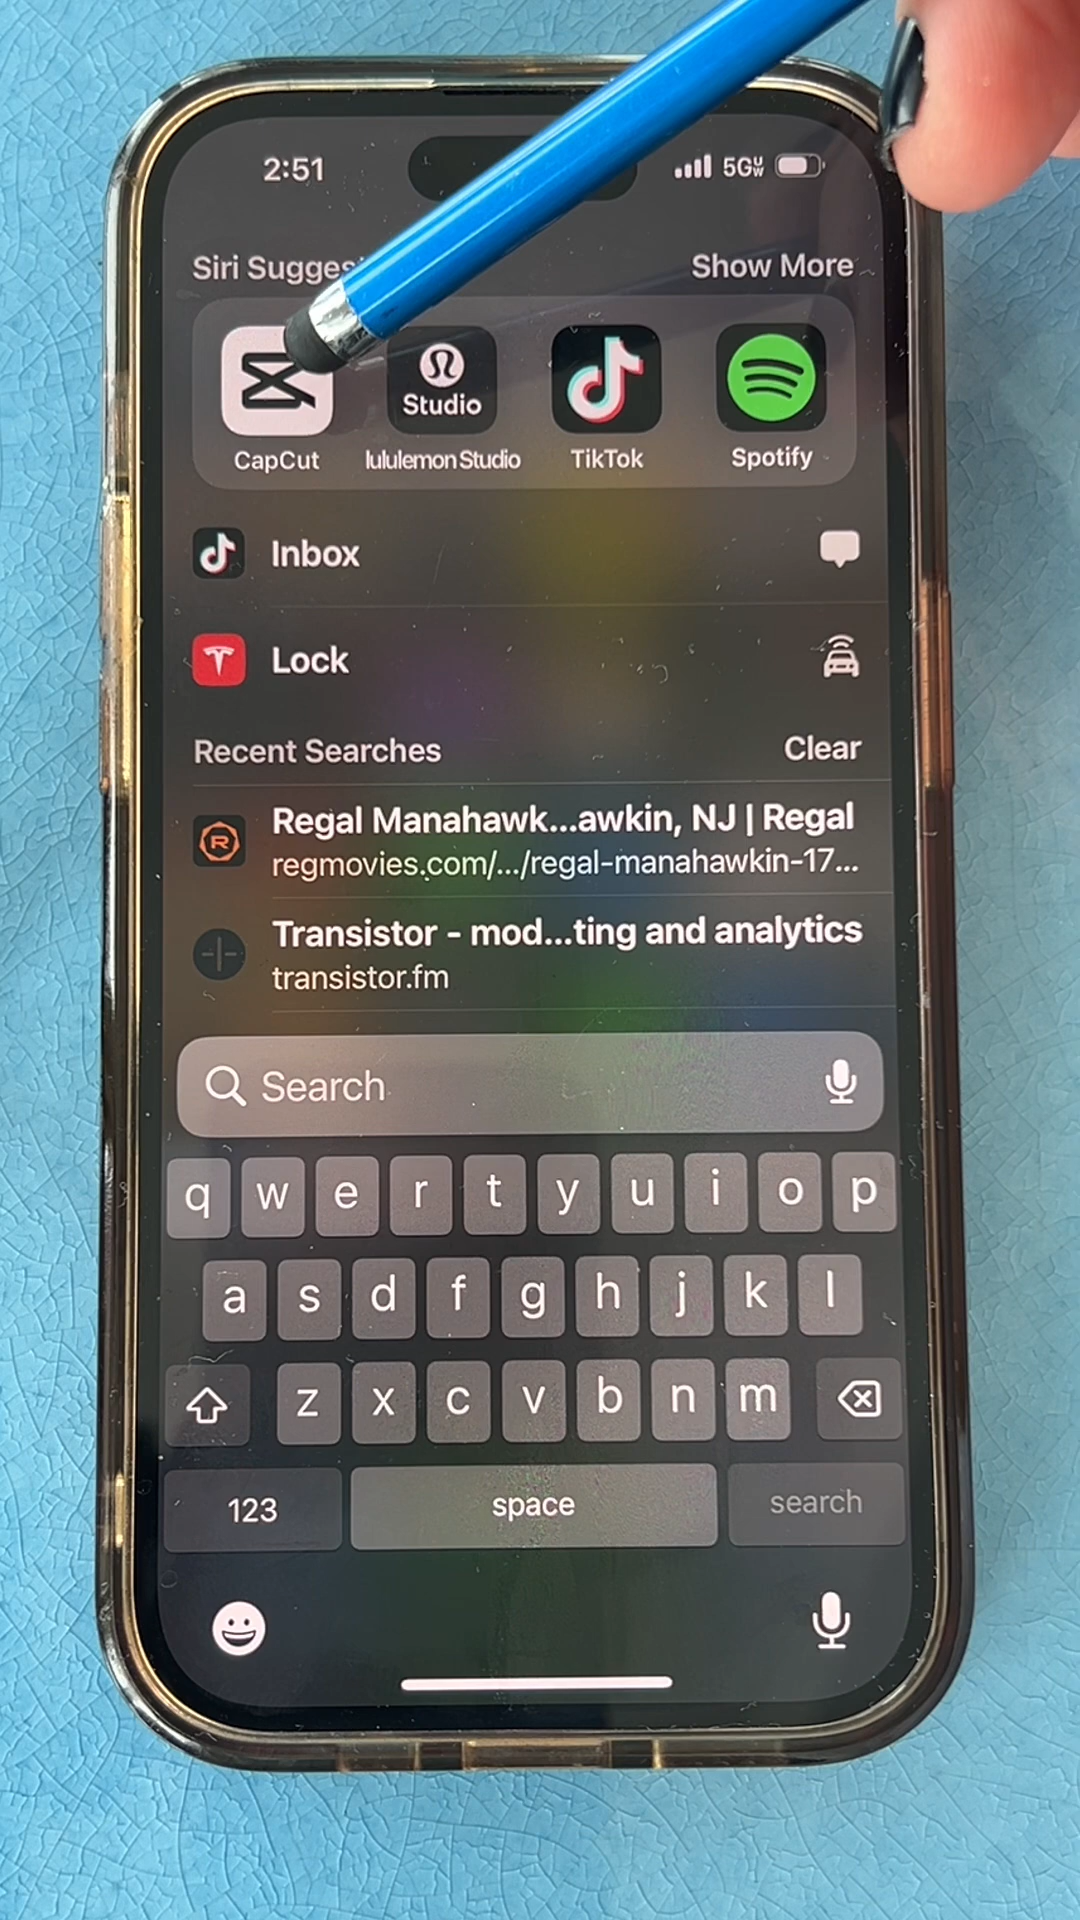 2:51
5G UW
Siri Sugges
Show More
Studio
CapCut
lululemon Studio
TikTok
Spotify
Inbox
Lock
Recent Searches
Clear
R
Regal Manahawk...awkin, NJ | Regal
regmovies.com/.../regal-manahawkin-17...
Transistor - mod...ting and analytics
transistor.fm
Search
q w e r t y u i o p
a s d f g h j k l
z x c v b n m
123
space
search